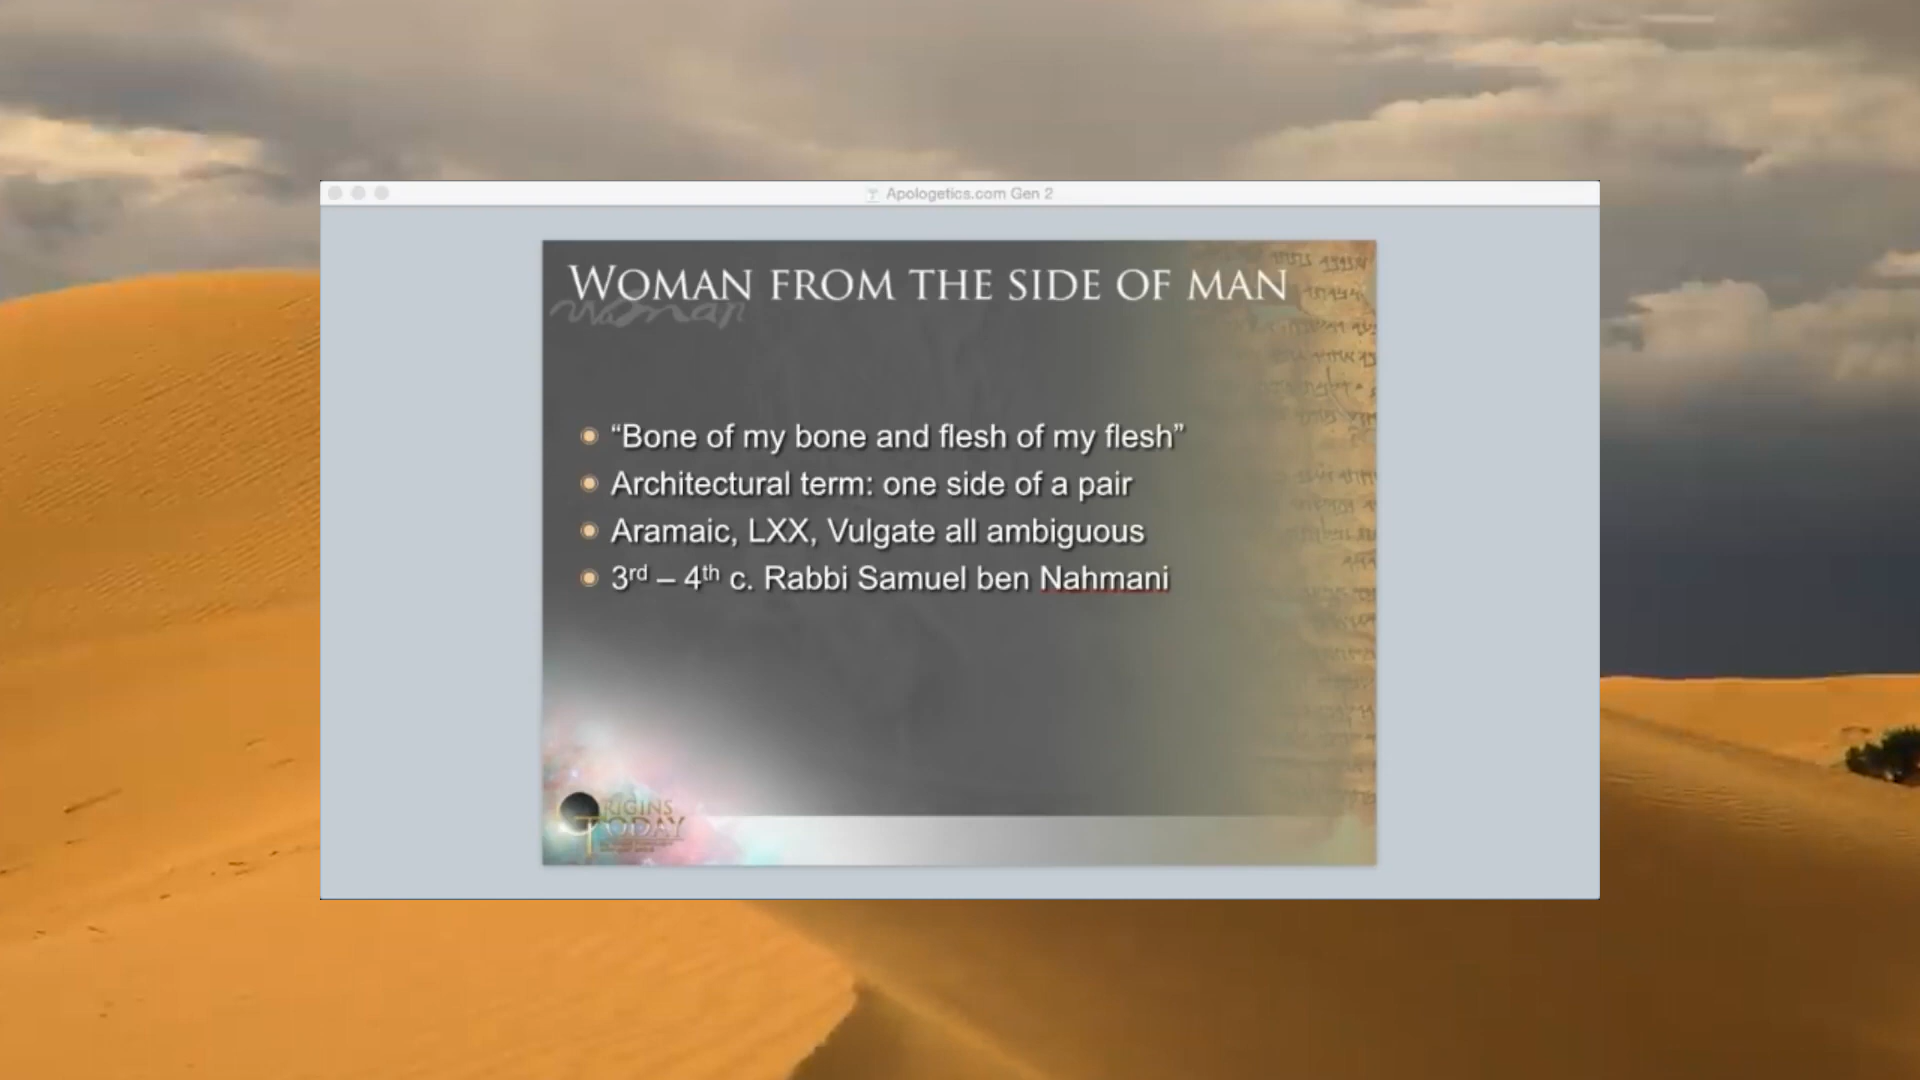 Apologetics.com Gen 2
WOMAN FROM THE SIDE OF MAN
woman
“Bone of my bone and flesh of my flesh”
Architectural term: one side of a pair
Aramaic, LXX, Vulgate all ambiguous
3rd – 4th c. Rabbi Samuel ben Nahmani
ORIGINS
TODAY